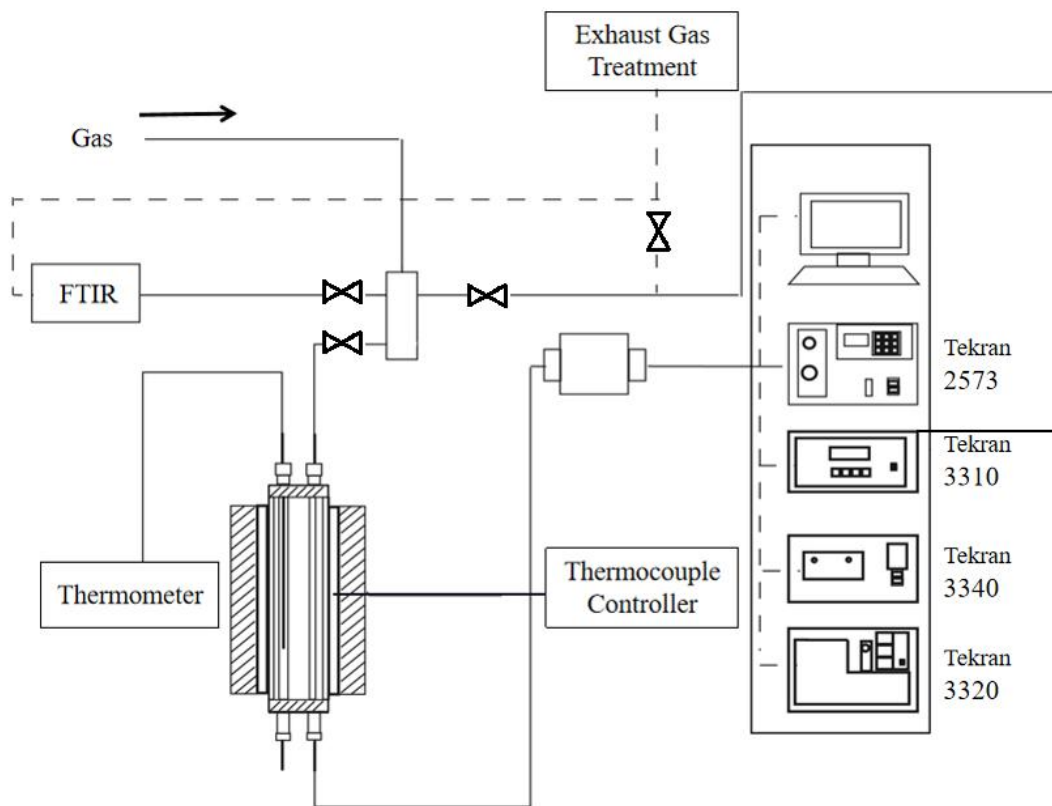 Exhaust Gas
Treatment
Gas
FTIR
Tekran
2573
Tekran
3310
Thermometer
Thermocouple
Controller
Tekran
3340
Tekran
3320